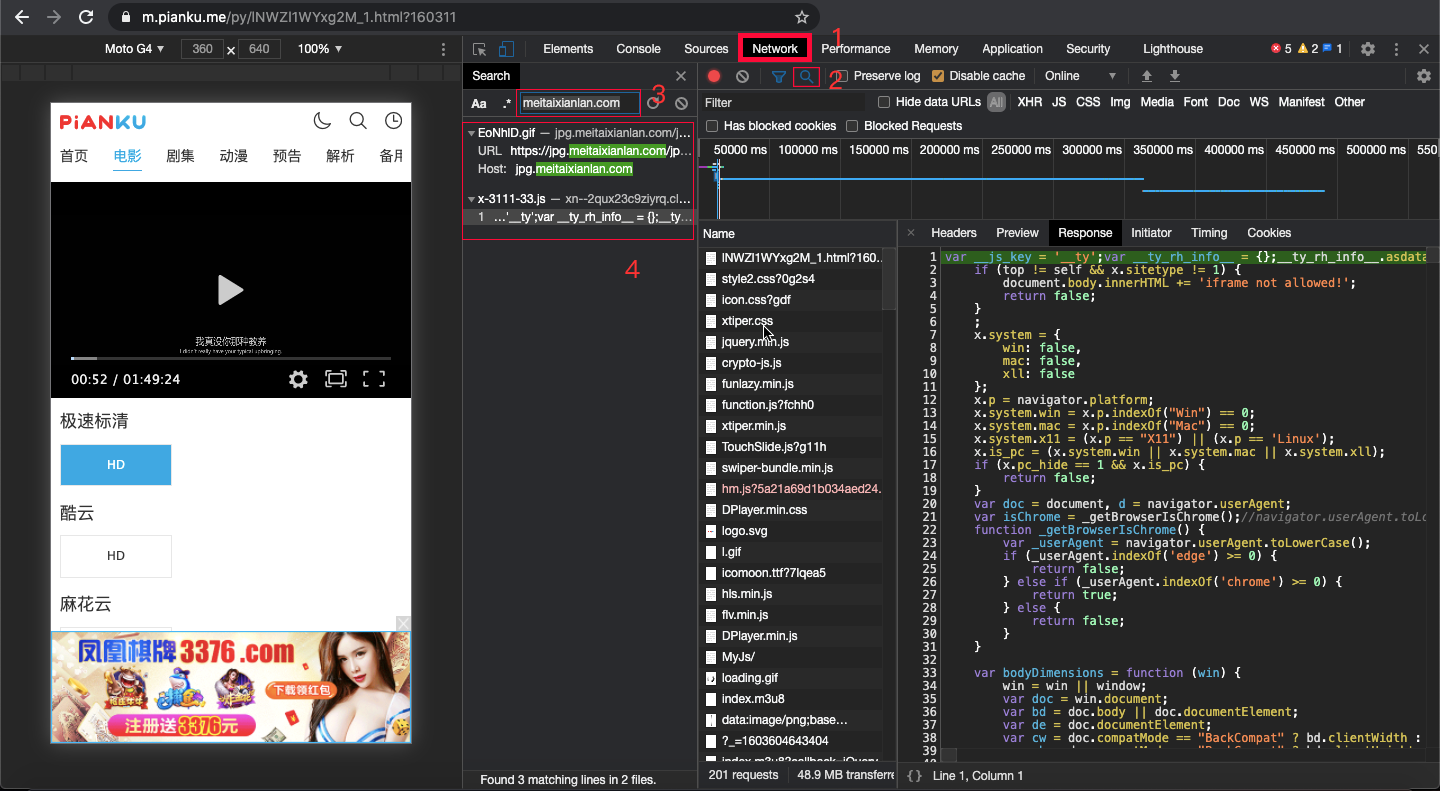 m.pianku.me/py/lNWZl1WYxg2M_1.html?160311
Moto G4 ▼ 360 x 640 100% ▼
Elements Console Sources Network Performance Memory Application Security Lighthouse 5 2 1
1
Search
Preserve log Disable cache Online ▼
2
Aa .* meitaixianlan.com
3
Filter Hide data URLs All XHR JS CSS Img Media Font Doc WS Manifest Other
Has blocked cookies Blocked Requests
50000 ms 100000 ms 150000 ms 200000 ms 250000 ms 300000 ms 350000 ms 400000 ms 450000 ms 500000 ms 550
PiANKU
首页 电影 剧集 动漫 预告 解析 备用
我真没你那种教养
I didn't really have your typical upbringing.
00:52 / 01:49:24
极速标清
HD
酷云
HD
麻花云
凤凰棋牌 3376.com
下载领红包
注册送3376元
EoNhlD.gif — jpg.meitaixianlan.com/j…
URL https://jpg.meitaixianlan.com/jp…
Host: jpg.meitaixianlan.com
x-3111-33.js — xn--2qux23c9ziyrq.cl…
1 …'__ty';var __ty_rh_info__ = {};__ty…
4
Found 3 matching lines in 2 files.
Name
lNWZl1WYxg2M_1.html?160…
style2.css?0g2s4
icon.css?gdf
xtiper.css
jquery.min.js
crypto-js.js
funlazy.min.js
function.js?fchh0
xtiper.min.js
TouchSlide.js?g11h
swiper-bundle.min.js
hm.js?5a21a69d1b034aed24…
DPlayer.min.css
logo.svg
l.gif
icomoon.ttf?7lqea5
hls.min.js
flv.min.js
DPlayer.min.js
MyJs/
loading.gif
index.m3u8
data:image/png;base…
?_=1603604643404
index.m3u8?callback=jQuery
201 requests 48.9 MB transferre
Headers Preview Response Initiator Timing Cookies
1 var __js_key = '__ty';var __ty_rh_info__ = {};__ty_rh_info__.asdata
2 if (top != self && x.sitetype != 1) {
3 document.body.innerHTML += 'iframe not allowed!';
4 return false;
5 }
6 ;
7 x.system = {
8 win: false,
9 mac: false,
10 xll: false
11 };
12 x.p = navigator.platform;
13 x.system.win = x.p.indexOf("Win") == 0;
14 x.system.mac = x.p.indexOf("Mac") == 0;
15 x.system.x11 = (x.p == "X11") || (x.p == 'Linux');
16 x.is_pc = (x.system.win || x.system.mac || x.system.xll);
17 if (x.pc_hide == 1 && x.is_pc) {
18 return false;
19 }
20 var doc = document, d = navigator.userAgent;
21 var isChrome = _getBrowserIsChrome();//navigator.userAgent.toLo
22 function _getBrowserIsChrome() {
23 var _userAgent = navigator.userAgent.toLowerCase();
24 if (_userAgent.indexOf('edge') >= 0) {
25 return false;
26 } else if (_userAgent.indexOf('chrome') >= 0) {
27 return true;
28 } else {
29 return false;
30 }
31 }
32
33 var bodyDimensions = function (win) {
34 win = win || window;
35 var doc = win.document;
36 var bd = doc.body || doc.documentElement;
37 var de = doc.documentElement;
38 var cw = doc.compatMode == "BackCompat" ? bd.clientWidth :
39
{} Line 1, Column 1